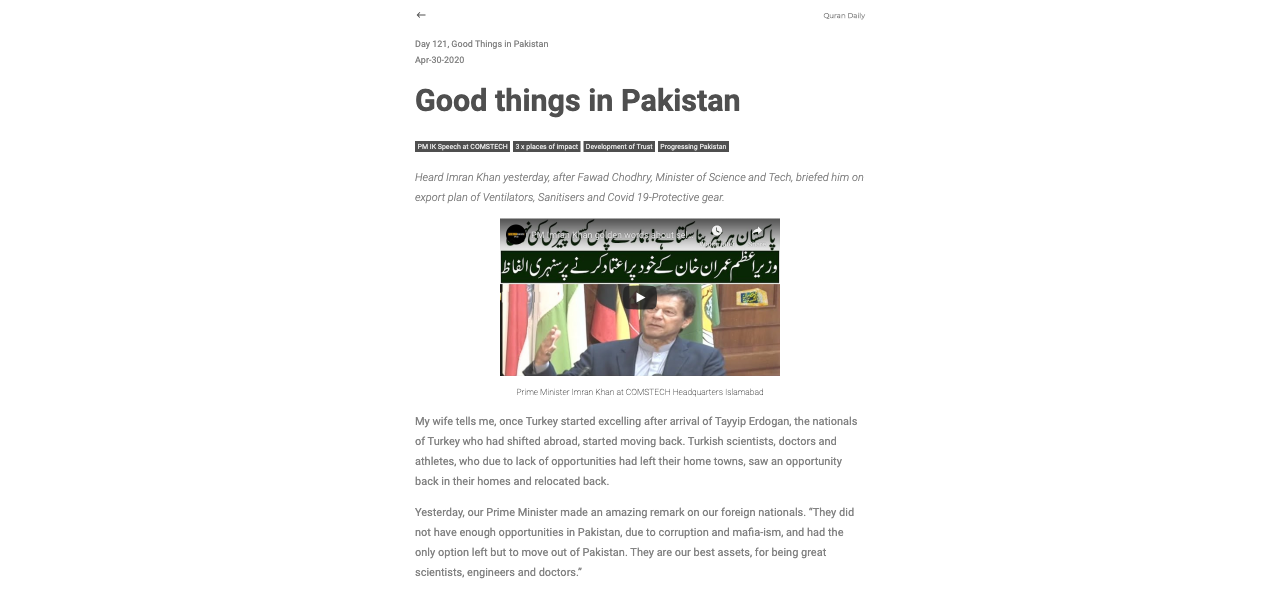 ←
Quran Daily
Day 121, Good Things in Pakistan
Apr-30-2020
Good things in Pakistan
PM IK Speech at COMSTECH 3 x places of impact Development of Trust Progressing Pakistan
Heard Imran Khan yesterday, after Fawad Chodhry, Minister of Science and Tech, briefed him on
export plan of Ventilators, Sanitisers and Covid 19-Protective gear.
پاکستان ہر چیز بنا سکتا ہے! ہمارے پاس کسی چیز کی کمی نہیں
PM Imran Khan golden words about se
وزیراعظم عمران خان کے خود پر اعتماد کرنے پر سنہری الفاظ
Prime Minister Imran Khan at COMSTECH Headquarters Islamabad
My wife tells me, once Turkey started excelling after arrival of Tayyip Erdogan, the nationals
of Turkey who had shifted abroad, started moving back. Turkish scientists, doctors and
athletes, who due to lack of opportunities had left their home towns, saw an opportunity
back in their homes and relocated back.
Yesterday, our Prime Minister made an amazing remark on our foreign nationals. “They did
not have enough opportunities in Pakistan, due to corruption and mafia-ism, and had the
only option left but to move out of Pakistan. They are our best assets, for being great
scientists, engineers and doctors.”